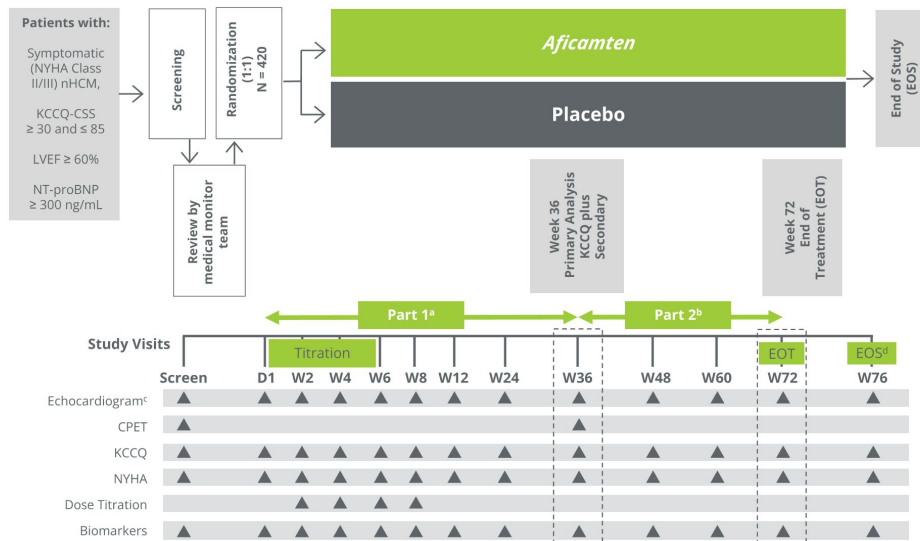 Patients with:
Symptomatic
(NYHA Class
II/III) nHCM,
KCCQ-CSS
≥ 30 and ≤ 85
LVEF ≥ 60%
NT-proBNP
≥ 300 ng/mL
Screening
Review by
medical monitor
team
Randomization
(1:1)
N = 420
Aficamten
Placebo
End of Study
(EOS)
Week 36
Primary Analysis
KCCQ plus
Secondary
Week 72
End of
Treatment (EOT)
Part 1ᵃ
Part 2ᵇ
Study Visits
Titration
EOT
EOSᵈ
Screen D1 W2 W4 W6 W8 W12 W24 W36 W48 W60 W72 W76
Echocardiogramᶜ
CPET
KCCQ
NYHA
Dose Titration
Biomarkers